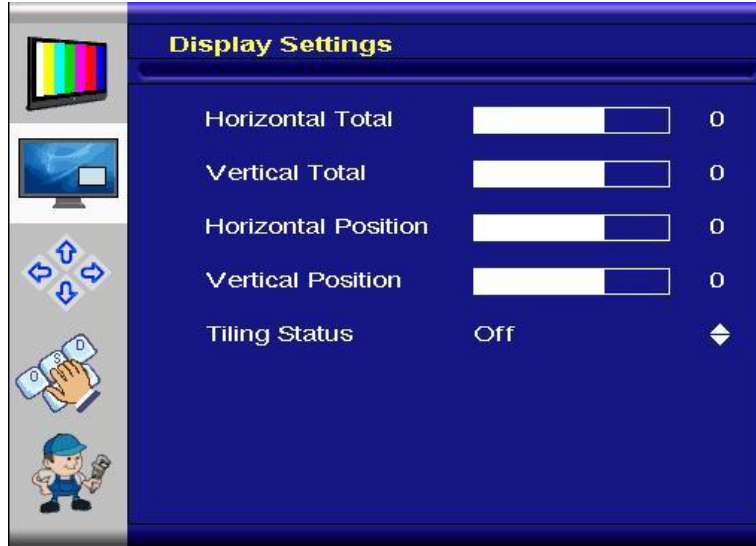 Display Settings
Horizontal Total 0
Vertical Total 0
Horizontal Position 0
Vertical Position 0
Tiling Status Off
O S D